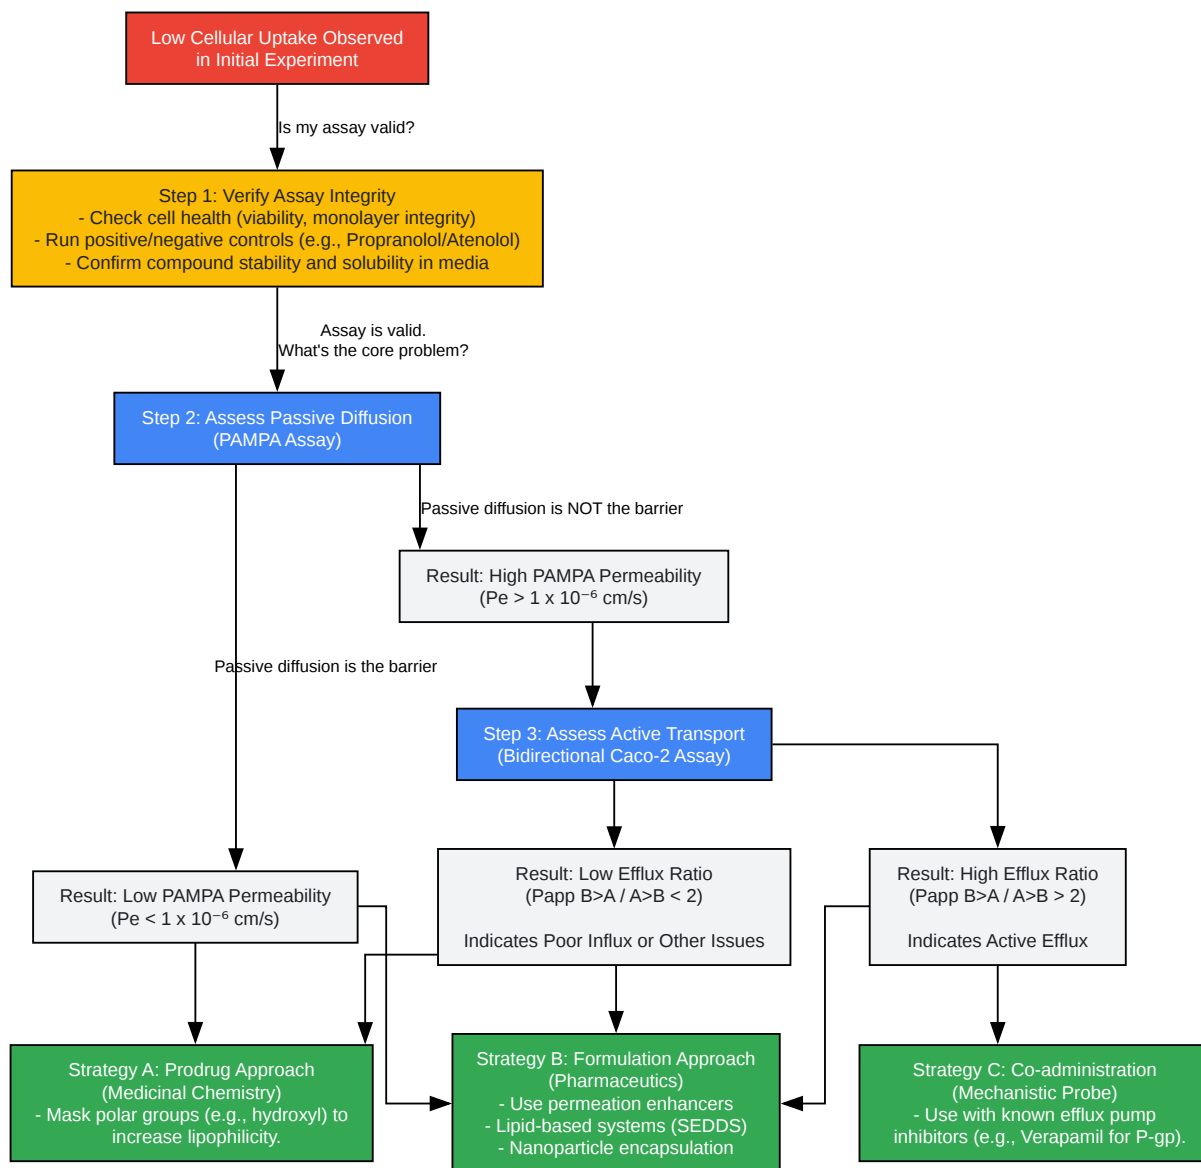 Low Cellular Uptake Observed
in Initial Experiment
Is my assay valid?
Step 1: Verify Assay Integrity
- Check cell health (viability, monolayer integrity)
- Run positive/negative controls (e.g., Propranolol/Atenolol)
- Confirm compound stability and solubility in media
Assay is valid.
What's the core problem?
Step 2: Assess Passive Diffusion
(PAMPA Assay)
Passive diffusion is NOT the barrier
Result: High PAMPA Permeability
(Pe > 1 x 10⁻⁶ cm/s)
Passive diffusion is the barrier
Step 3: Assess Active Transport
(Bidirectional Caco-2 Assay)
Result: Low PAMPA Permeability
(Pe < 1 x 10⁻⁶ cm/s)
Result: Low Efflux Ratio
(Papp B>A / A>B < 2)
Indicates Poor Influx or Other Issues
Result: High Efflux Ratio
(Papp B>A / A>B > 2)
Indicates Active Efflux
Strategy A: Prodrug Approach
(Medicinal Chemistry)
- Mask polar groups (e.g., hydroxyl) to
increase lipophilicity.
Strategy B: Formulation Approach
(Pharmaceutics)
- Use permeation enhancers
- Lipid-based systems (SEDDS)
- Nanoparticle encapsulation
Strategy C: Co-administration
(Mechanistic Probe)
- Use with known efflux pump
inhibitors (e.g., Verapamil for P-gp).